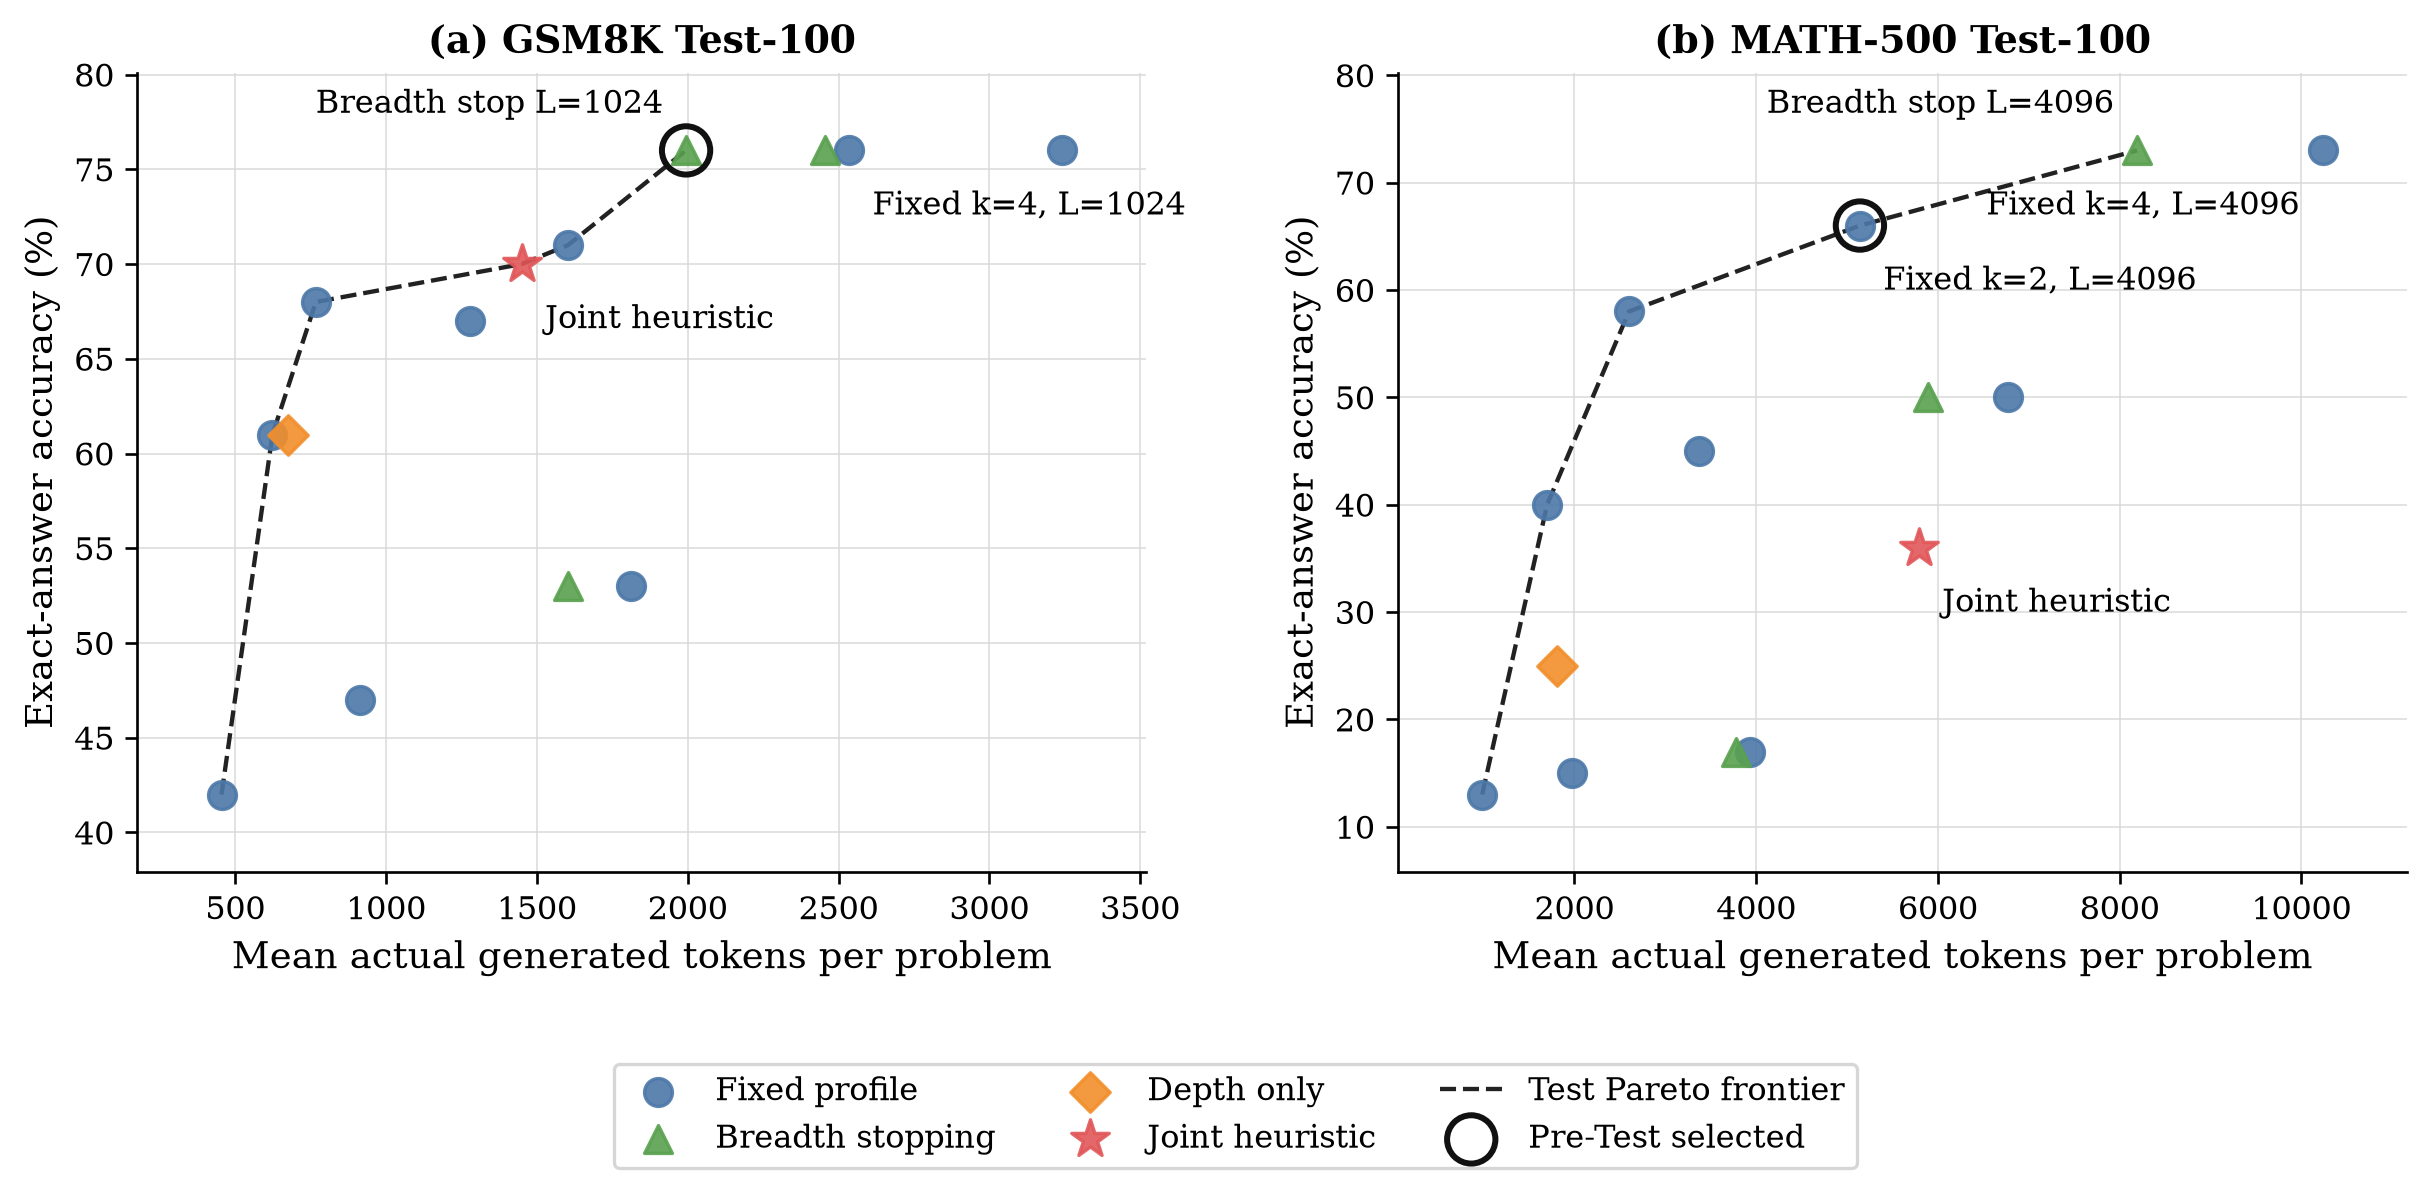 (a) GSM8K Test-100
Exact-answer accuracy (%)
80
75
70
65
60
55
50
45
40
Breadth stop L=1024
Fixed k=4, L=1024
Joint heuristic
500 1000 1500 2000 2500 3000 3500
Mean actual generated tokens per problem
(b) MATH-500 Test-100
Exact-answer accuracy (%)
80
70
60
50
40
30
20
10
Breadth stop L=4096
Fixed k=4, L=4096
Fixed k=2, L=4096
Joint heuristic
2000 4000 6000 8000 10000
Mean actual generated tokens per problem
Fixed profile
Breadth stopping
Depth only
Joint heuristic
Test Pareto frontier
Pre-Test selected